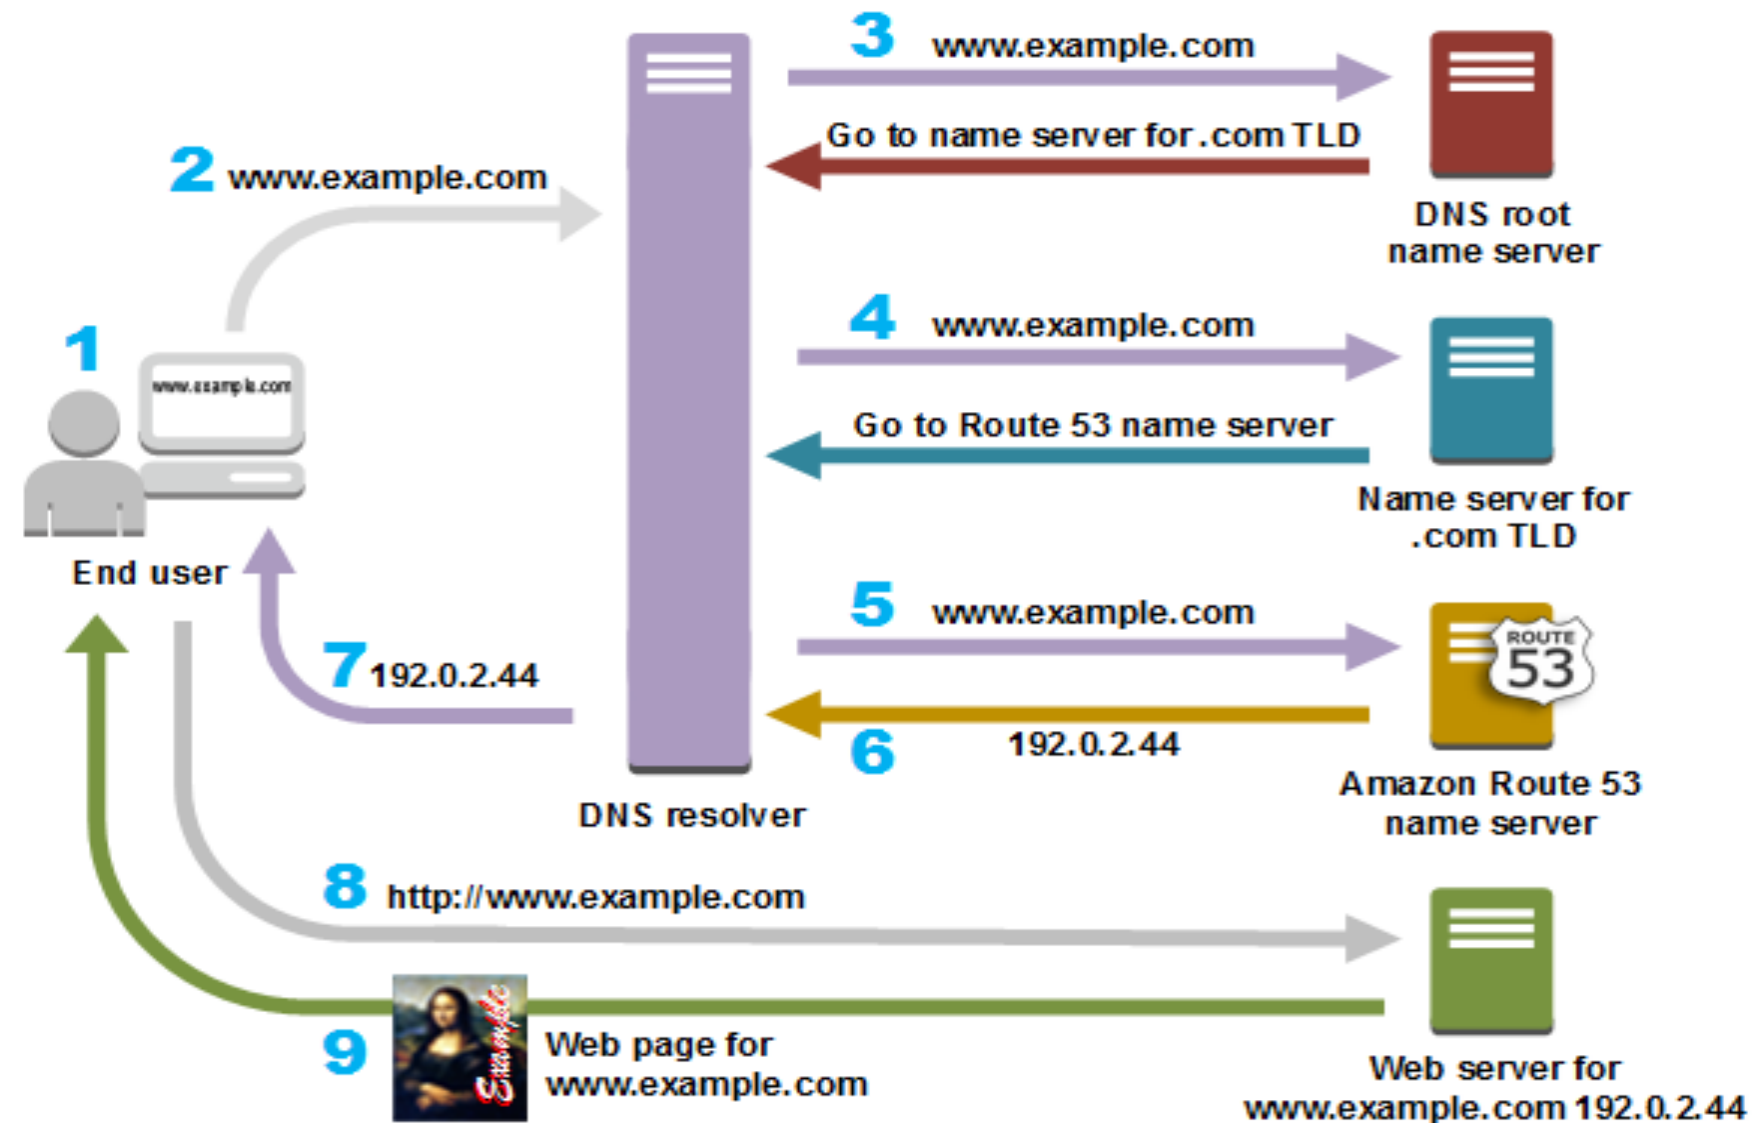 3 www.example.com
Go to name server for .com TLD
DNS root
name server
2 www.example.com
4 www.example.com
1
www.example.com
Go to Route 53 name server
Name server for
.com TLD
End user
5 www.example.com
ROUTE
53
7 192.0.2.44
6 192.0.2.44
Amazon Route 53
name server
DNS resolver
8 http://www.example.com
9
Example
Web page for
www.example.com
Web server for
www.example.com 192.0.2.44